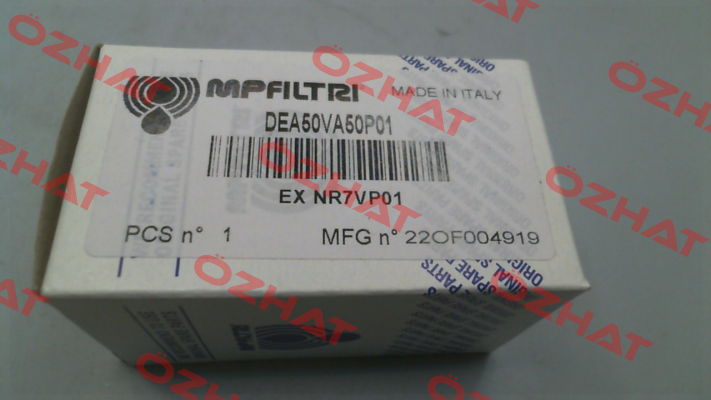 MPFILTRI
MADE IN ITALY
DEA50VA50P01
EX NR7VP01
PCS n° 1
MFG n° 22OF004919
ÖZHAT
ÖZHAT
ÖZHAT
ÖZHAT
ÖZHAT
ÖZHAT
ÖZHAT